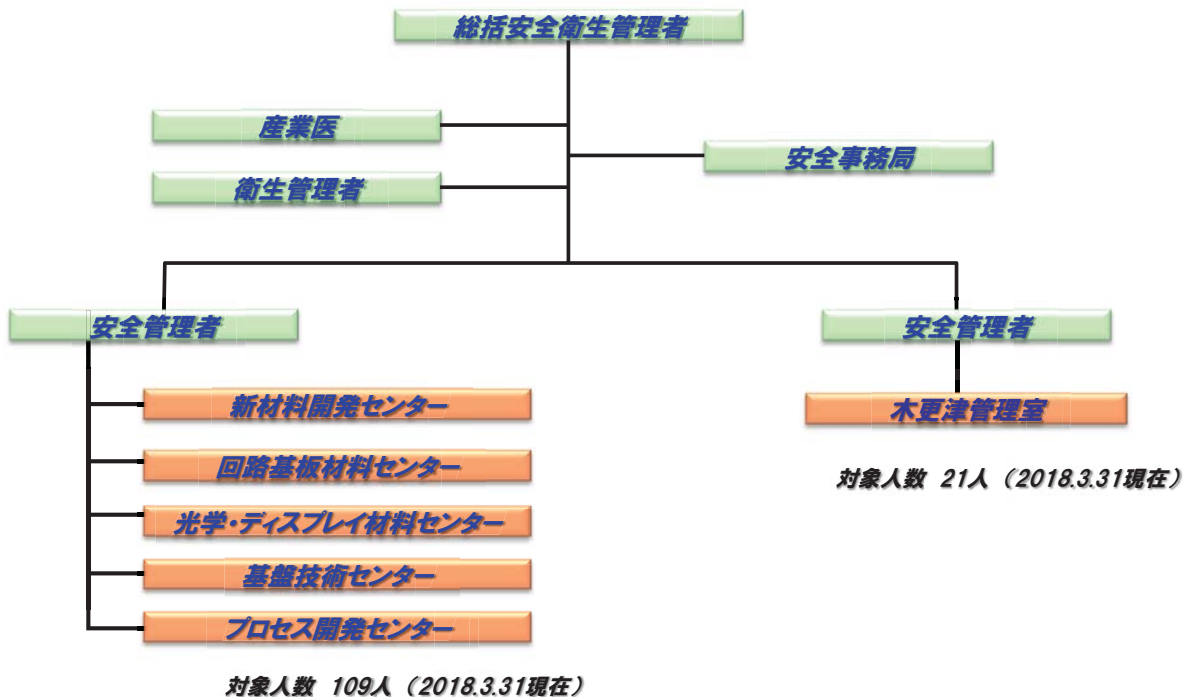 総括安全衛生管理者
産業医
安全事務局
衛生管理者
安全管理者
新材料開発センター
回路基板材料センター
光学・ディスプレイ材料センター
基盤技術センター
プロセス開発センター
対象人数 109人（2018.3.31現在）
安全管理者
木更津管理室
対象人数 21人（2018.3.31現在）